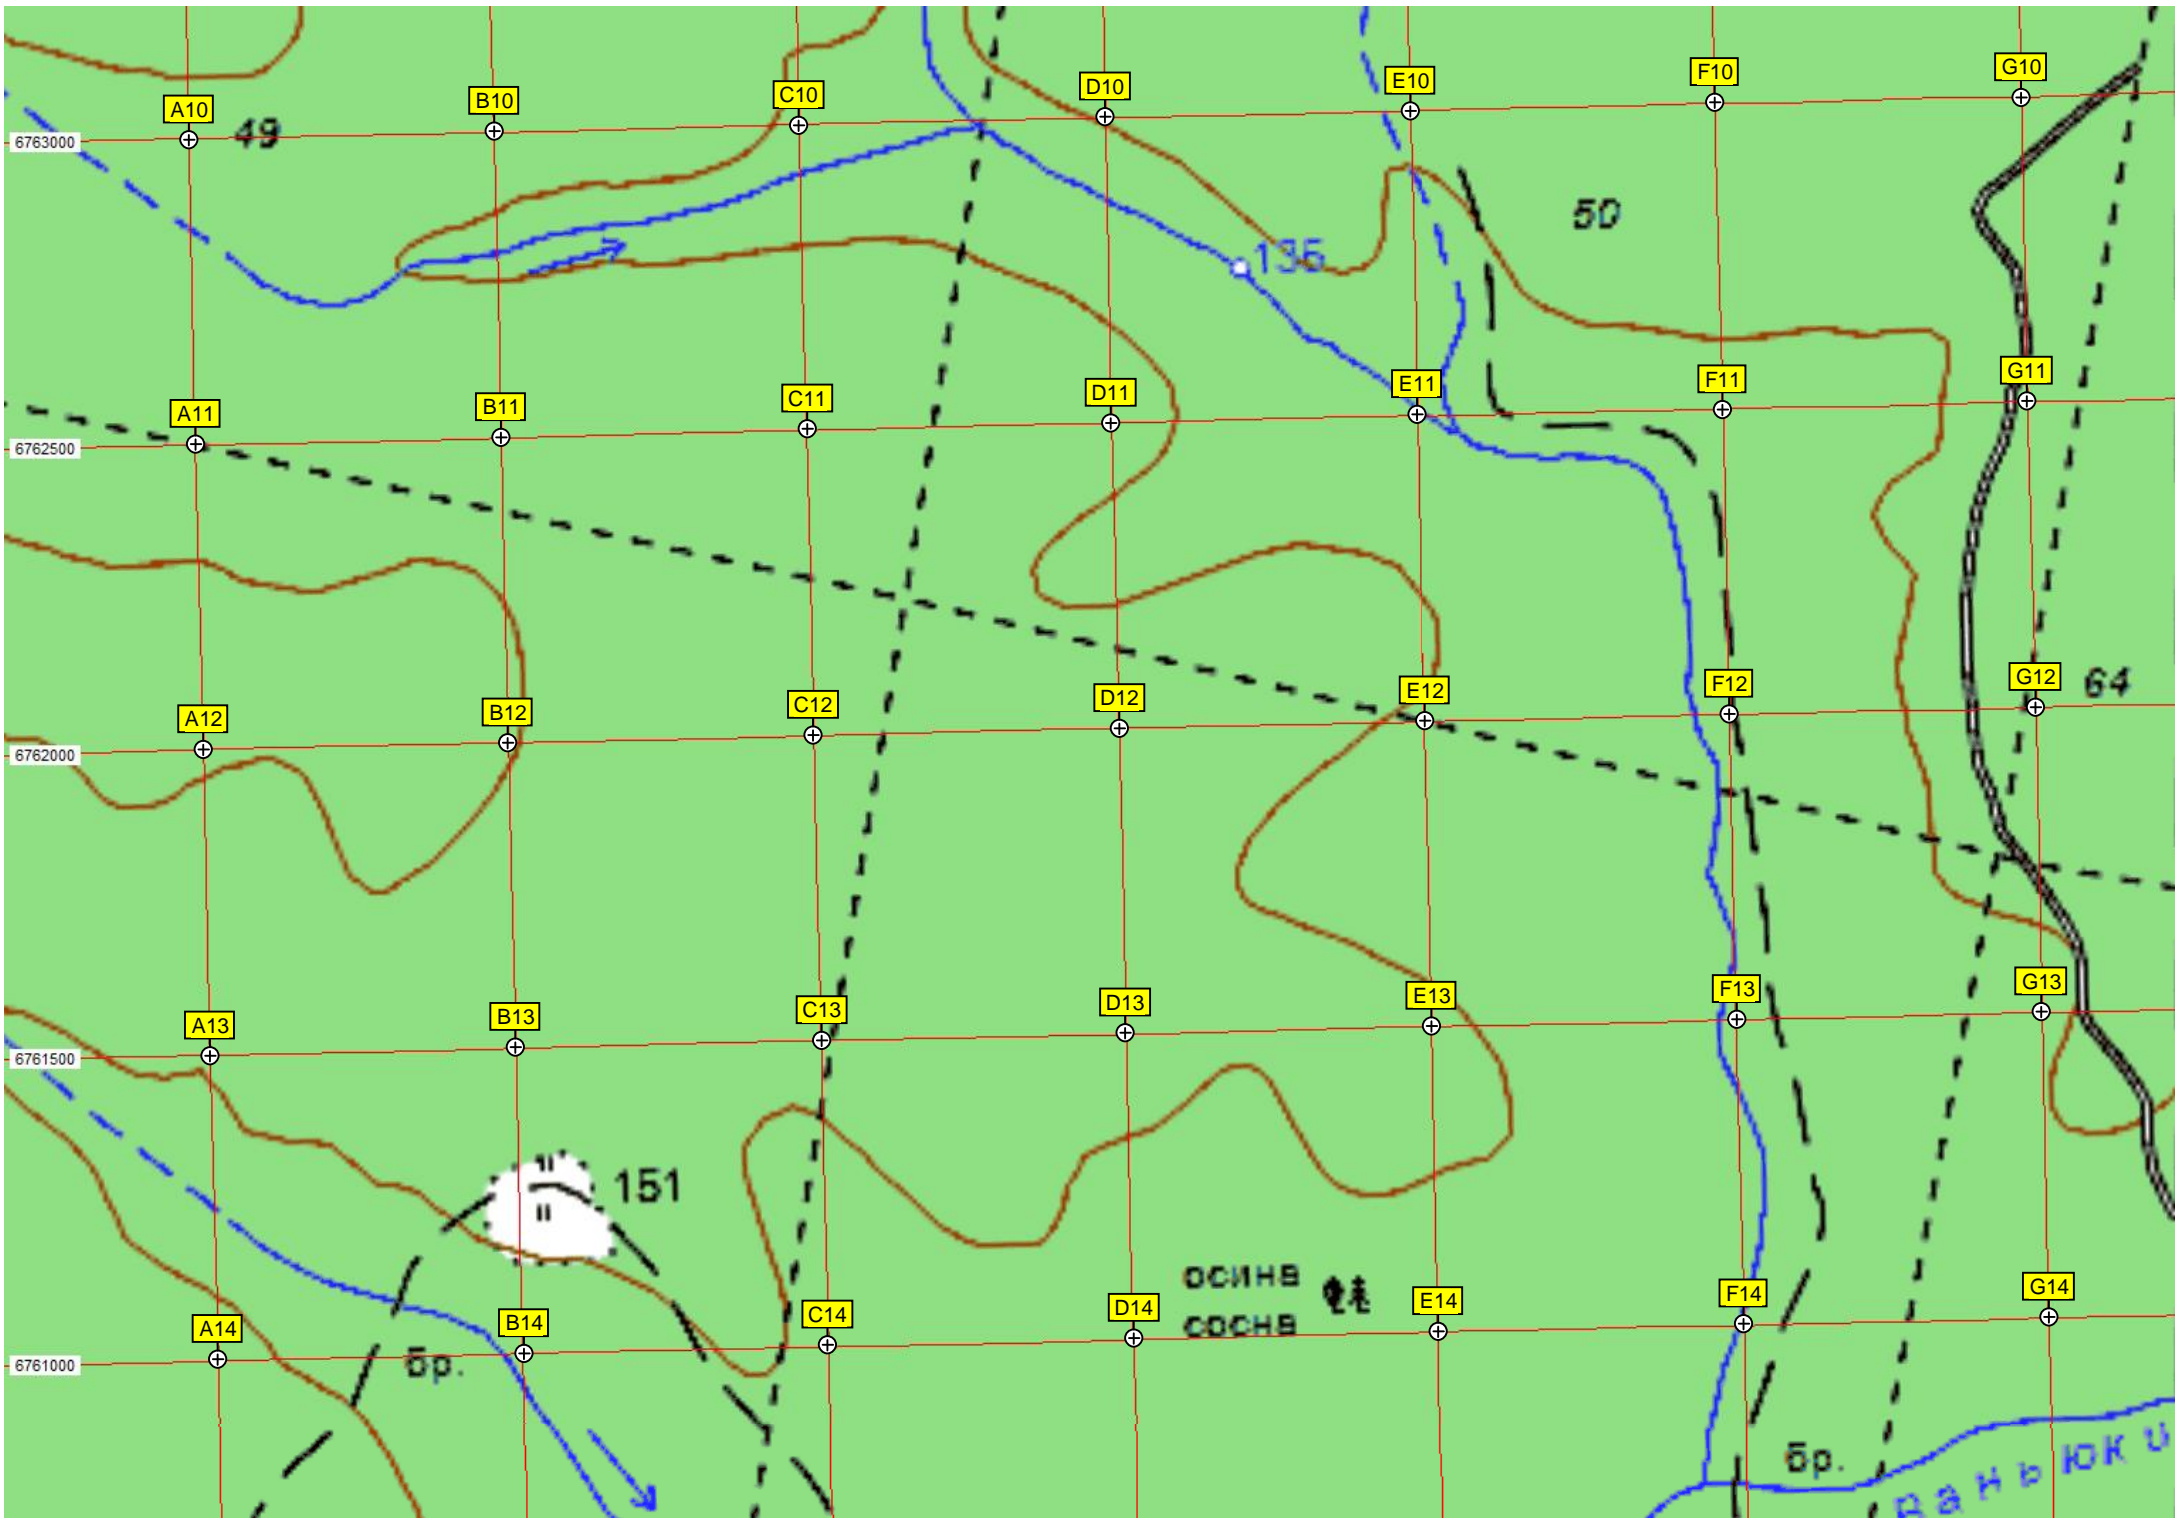 A10 B10 C10 D10 E10 F10 G10
6763000
49
50
135
A11 B11 C11 D11 E11 F11 G11
6762500
A12 B12 C12 D12 E12 F12 G12
64
6762000
A13 B13 C13 D13 E13 F13 G13
6761500
151
осина
сосна
A14 B14 C14 D14 E14 F14 G14
6761000
бр.
бр.